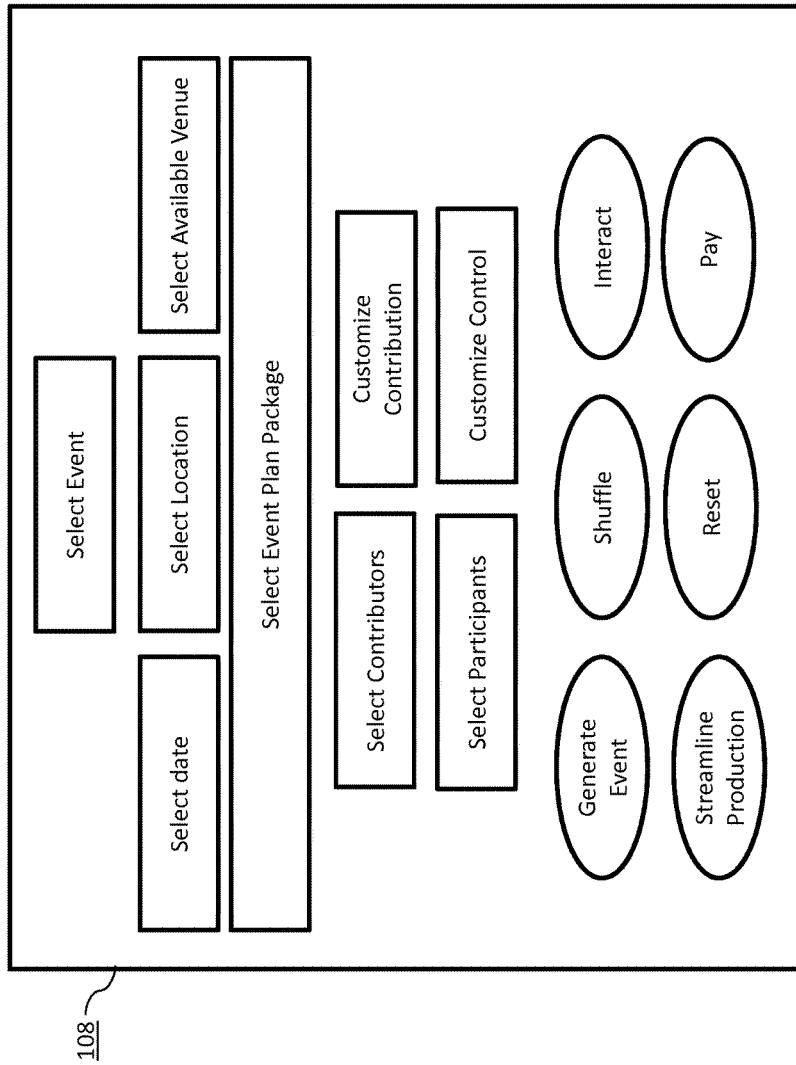 108
Select Event
Select date
Select Location
Select Available Venue
Select Event Plan Package
Select Contributors
Customize
Contribution
Select Participants
Customize Control
Generate
Event
Shuffle
Interact
Streamline
Production
Reset
Pay